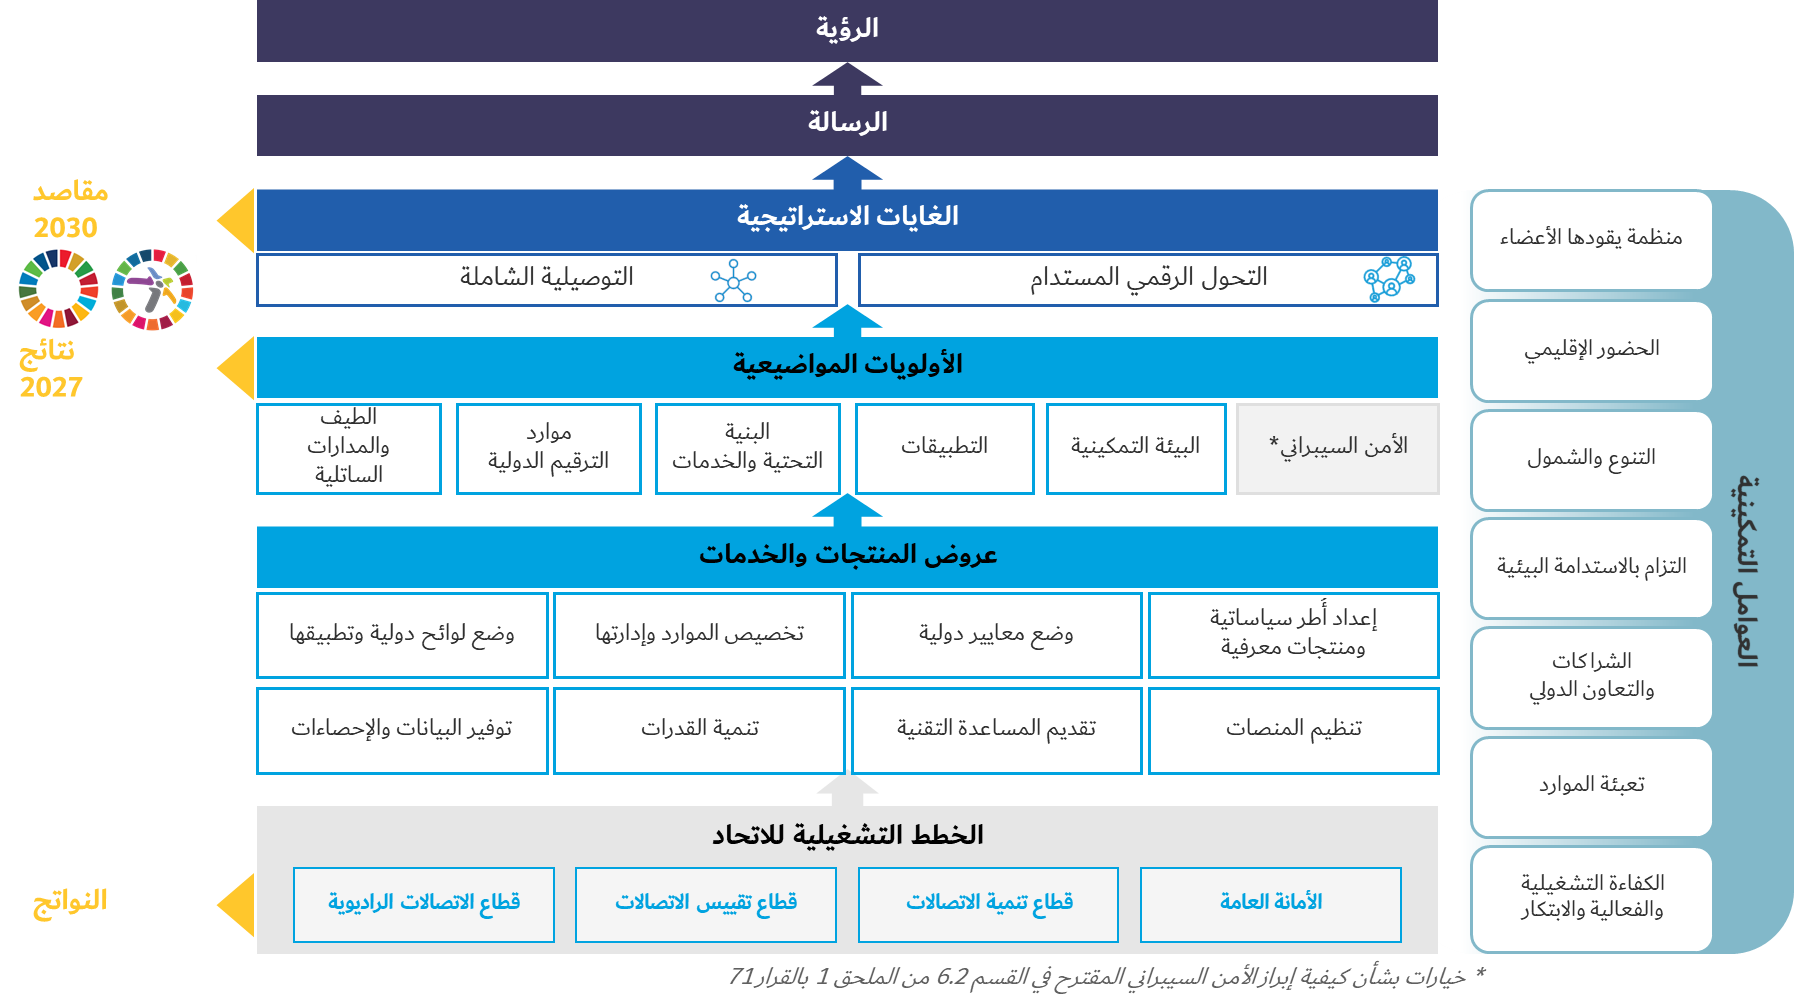 الرؤية
الرسالة
الغايات الاستراتيجية
التحول الرقمي المستدام
التوصيلية الشاملة
مقاصد
2030
الأولويات المواضيعية
نتائج
2027
الأمن السيبراني*
البيئة التمكينية
التطبيقات
البنية
التحتية والخدمات
موارد
الترقيم الدولية
الطيف
والمدارات
الساتلية
عروض المنتجات والخدمات
إعداد أُطر سياساتية
ومنتجات معرفية
وضع معايير دولية
تخصيص الموارد وإدارتها
وضع لوائح دولية وتطبيقها
تنظيم المنصات
تقديم المساعدة التقنية
تنمية القدرات
توفير البيانات والإحصاءات
الخطط التشغيلية للاتحاد
الأمانة العامة
قطاع تنمية الاتصالات
قطاع تقييس الاتصالات
قطاع الاتصالات الراديوية
النواتج
العوامل التمكينية
منظمة يقودها الأعضاء
الحضور الإقليمي
التنوع والشمول
التزام بالاستدامة البيئية
الشراكات
والتعاون الدولي
تعبئة الموارد
الكفاءة التشغيلية
والفعالية والابتكار
* خيارات بشأن كيفية إبراز الأمن السيبراني المقترح في القسم 6.2 من الملحق 1 بالقرار 71